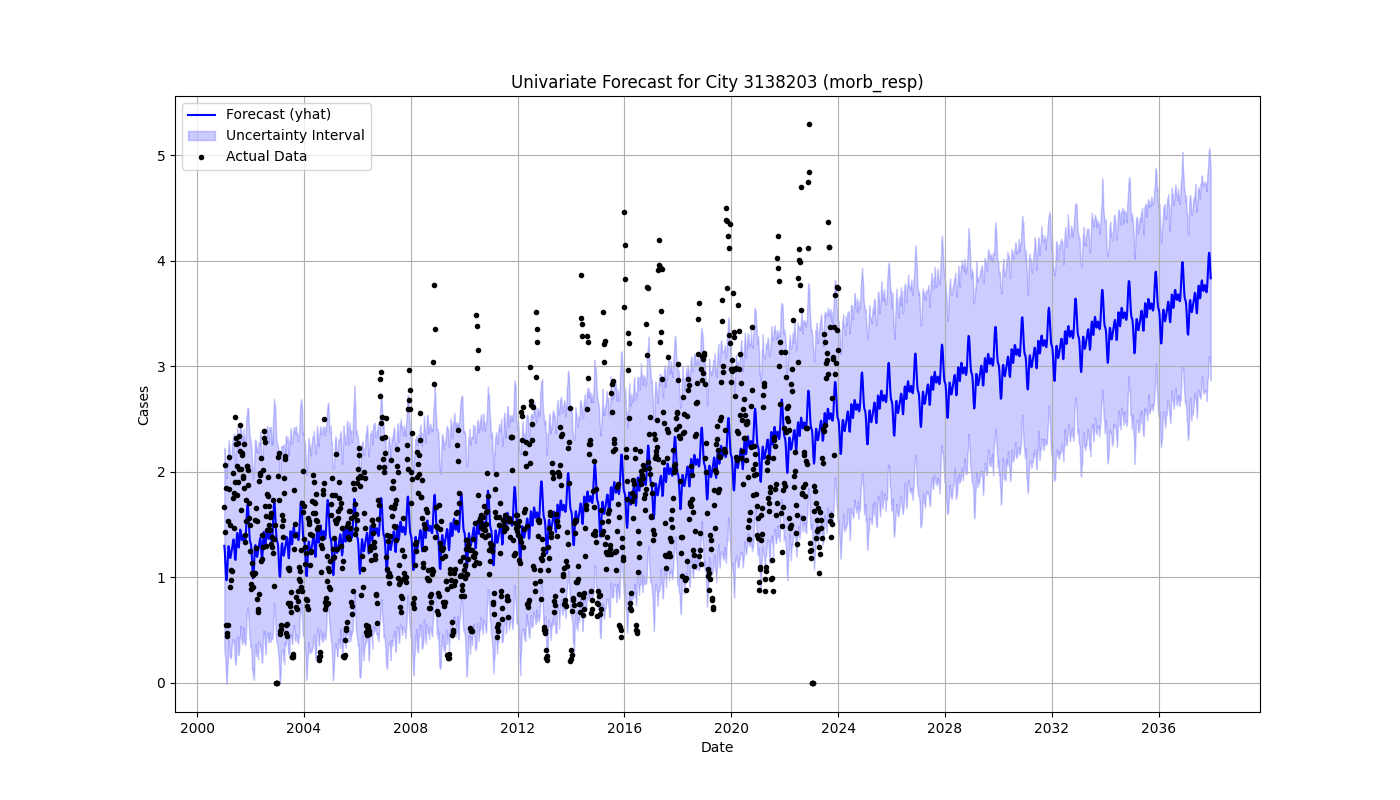 Univariate Forecast for City 3138203 (morb_resp)
Forecast (yhat)
Uncertainty Interval
Actual Data
5
4
3
2
1
0
Cases
2000 2004 2008 2012 2016 2020 2024 2028 2032 2036
Date